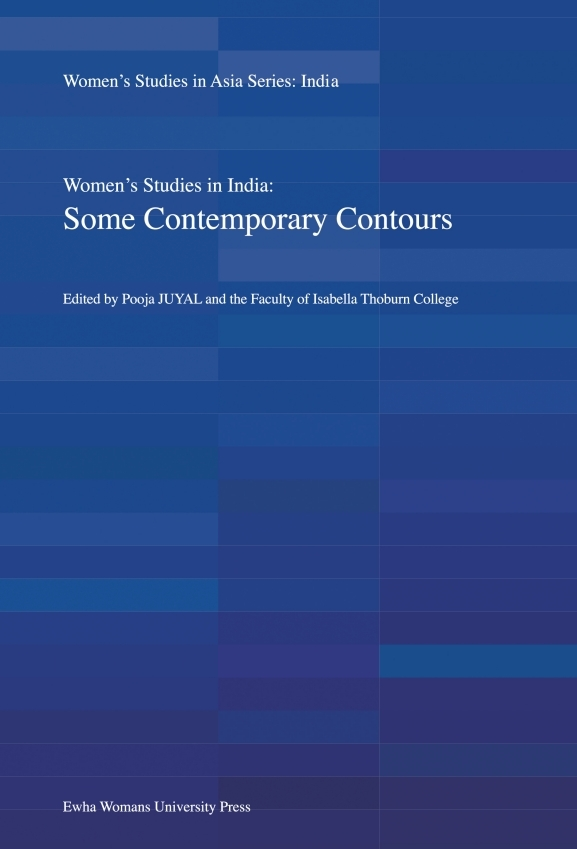 Women’s Studies in Asia Series: India
Women’s Studies in India:
Some Contemporary Contours
Edited by Pooja JUYAL and the Faculty of Isabella Thoburn College
Ewha Womans University Press